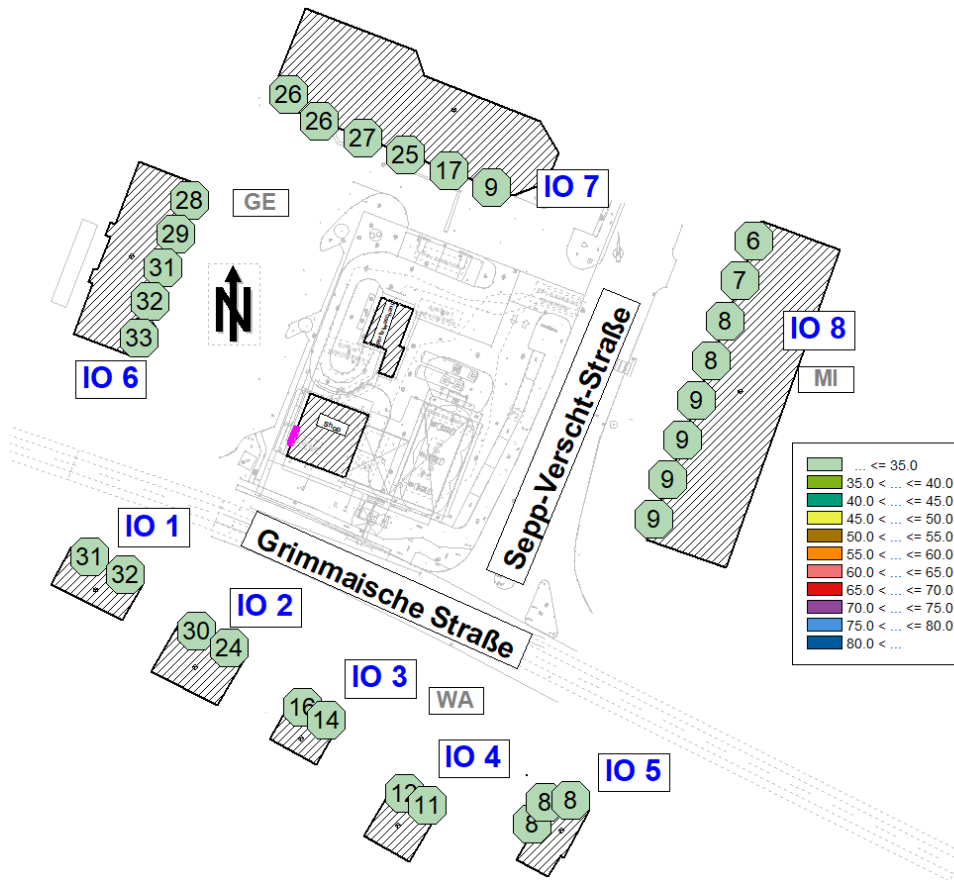 26
26
27
25
17
9
IO 7
28
GE
29
31
32
33
IO 6
N
6
7
8
IO 8
8
MI
9
9
9
9
Sepp-Verscht-Straße
Shop
... <= 35.0
35.0 < ... <= 40.0
40.0 < ... <= 45.0
45.0 < ... <= 50.0
50.0 < ... <= 55.0
55.0 < ... <= 60.0
60.0 < ... <= 65.0
65.0 < ... <= 70.0
70.0 < ... <= 75.0
75.0 < ... <= 80.0
80.0 < ...
IO 1
31
32
Grimmaische Straße
IO 2
30
24
IO 3
WA
16
14
IO 4
12
11
IO 5
8
8
8